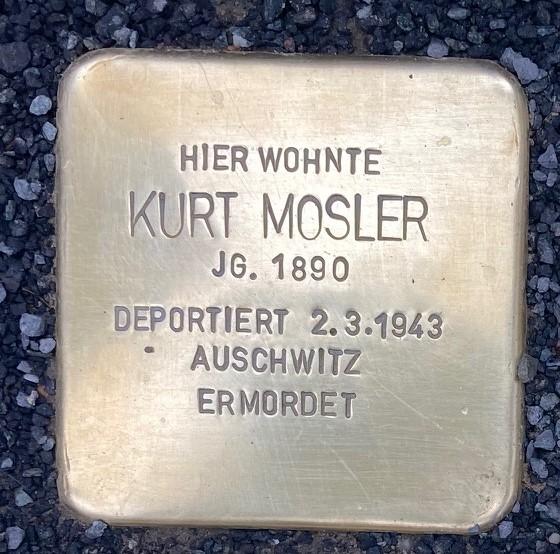 HIER WOHNTE
KURT MOSLER
JG. 1890
DEPORTIERT 2.3.1943
AUSCHWITZ
ERMORDET